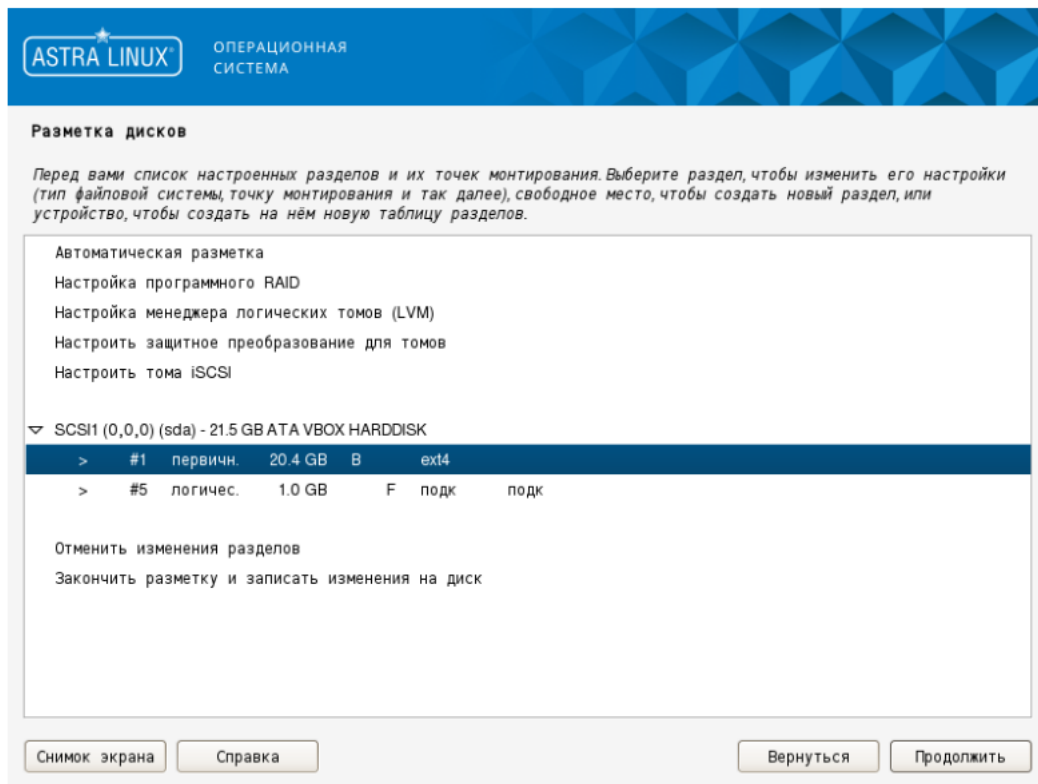 ASTRA LINUX®
ОПЕРАЦИОННАЯ
СИСТЕМА
Разметка дисков
Перед вами список настроенных разделов и их точек монтирования. Выберите раздел, чтобы изменить его настройки
(тип файловой системы, точку монтирования и так далее), свободное место, чтобы создать новый раздел, или
устройство, чтобы создать на нём новую таблицу разделов.
Автоматическая разметка
Настройка программного RAID
Настройка менеджера логических томов (LVM)
Настроить защитное преобразование для томов
Настроить тома iSCSI
SCSI1 (0,0,0) (sda) - 21.5 GB ATA VBOX HARDDISK
> #1 первичн. 20.4 GB B ext4
> #5 логичес. 1.0 GB F подк подк
Отменить изменения разделов
Закончить разметку и записать изменения на диск
Снимок экрана Справка Вернуться Продолжить